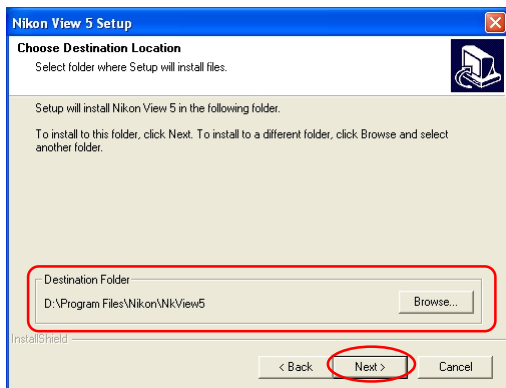 Nikon View 5 Setup
Choose Destination Location
Select folder where Setup will install files.
Setup will install Nikon View 5 in the following folder.
To install to this folder, click Next. To install to a different folder, click Browse and select
another folder.
Destination Folder
D:\Program Files\Nikon\NkView5
Browse...
InstallShield
< Back
Next >
Cancel